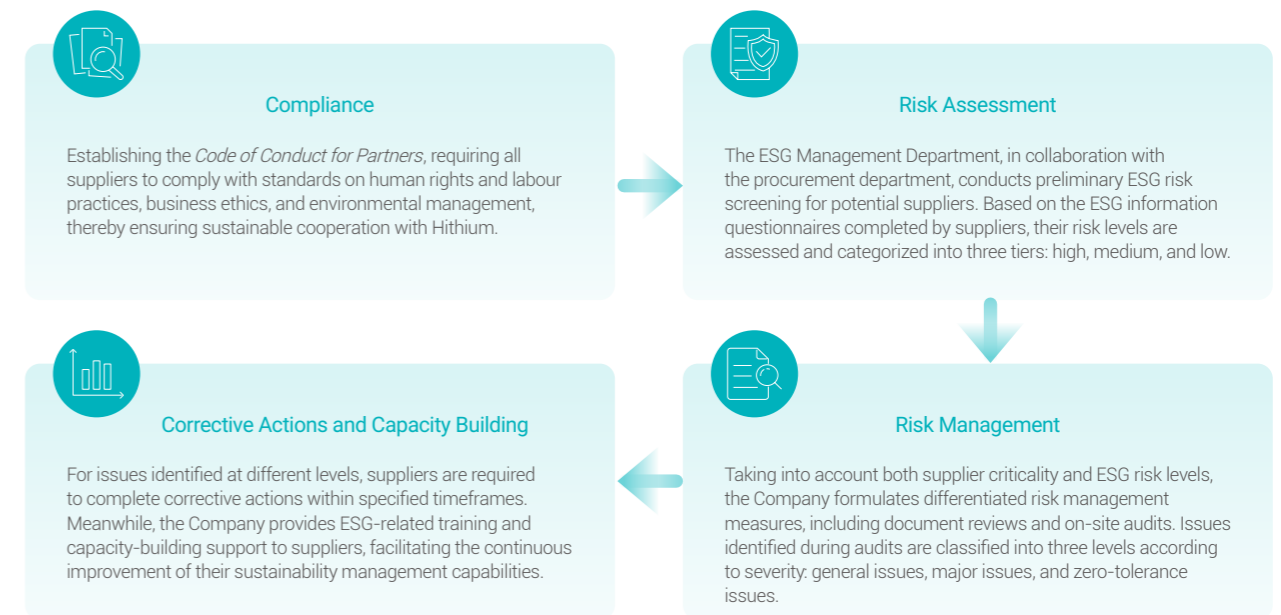 Compliance
Establishing the Code of Conduct for Partners, requiring all
suppliers to comply with standards on human rights and labour
practices, business ethics, and environmental management,
thereby ensuring sustainable cooperation with Hithium.
Risk Assessment
The ESG Management Department, in collaboration with
the procurement department, conducts preliminary ESG risk
screening for potential suppliers. Based on the ESG information
questionnaires completed by suppliers, their risk levels are
assessed and categorized into three tiers: high, medium, and low.
Risk Management
Taking into account both supplier criticality and ESG risk levels,
the Company formulates differentiated risk management
measures, including document reviews and on-site audits. Issues
identified during audits are classified into three levels according
to severity: general issues, major issues, and zero-tolerance
issues.
Corrective Actions and Capacity Building
For issues identified at different levels, suppliers are required
to complete corrective actions within specified timeframes.
Meanwhile, the Company provides ESG-related training and
capacity-building support to suppliers, facilitating the continuous
improvement of their sustainability management capabilities.